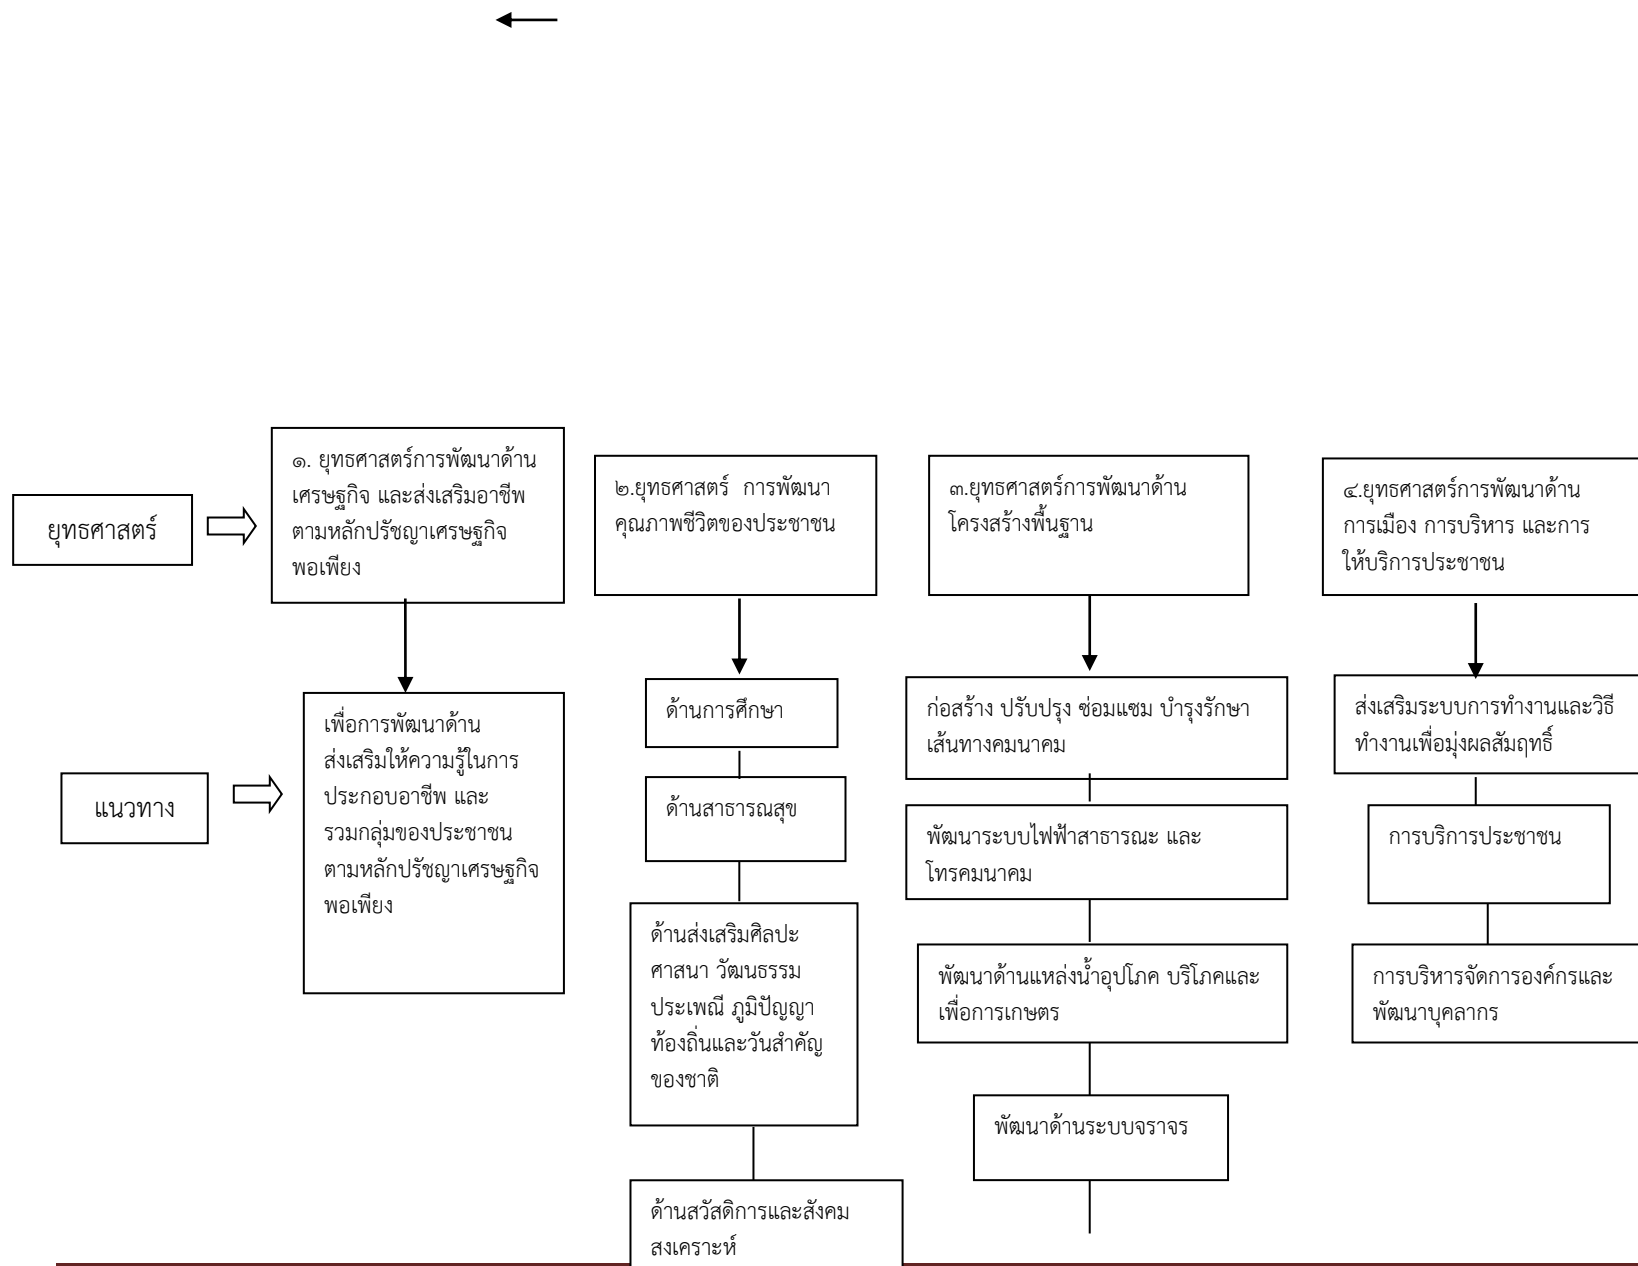 ยุทธศาสตร์
๑. ยุทธศาสตร์การพัฒนาด้าน
เศรษฐกิจ และส่งเสริมอาชีพ
ตามหลักปรัชญาเศรษฐกิจ
พอเพียง
๒.ยุทธศาสตร์ การพัฒนา
คุณภาพชีวิตของประชาชน
๓.ยุทธศาสตร์การพัฒนาด้าน
โครงสร้างพื้นฐาน
๔.ยุทธศาสตร์การพัฒนาด้าน
การเมือง การบริหาร และการ
ให้บริการประชาชน
แนวทาง
เพื่อการพัฒนาด้าน
ส่งเสริมให้ความรู้ในการ
ประกอบอาชีพ และ
รวมกลุ่มของประชาชน
ตามหลักปรัชญาเศรษฐกิจ
พอเพียง
ด้านการศึกษา
ด้านสาธารณสุข
ด้านส่งเสริมศิลปะ
ศาสนา วัฒนธรรม
ประเพณี ภูมิปัญญา
ท้องถิ่นและวันสำคัญ
ของชาติ
ด้านสวัสดิการและสังคม
สงเคราะห์
ก่อสร้าง ปรับปรุง ซ่อมแซม บำรุงรักษา
เส้นทางคมนาคม
พัฒนาระบบไฟฟ้าสาธารณะ และ
โทรคมนาคม
พัฒนาด้านแหล่งน้ำอุปโภค บริโภคและ
เพื่อการเกษตร
พัฒนาด้านระบบจราจร
ส่งเสริมระบบการทำงานและวิธี
ทำงานเพื่อมุ่งผลสัมฤทธิ์
การบริการประชาชน
การบริหารจัดการองค์กรและ
พัฒนาบุคลากร